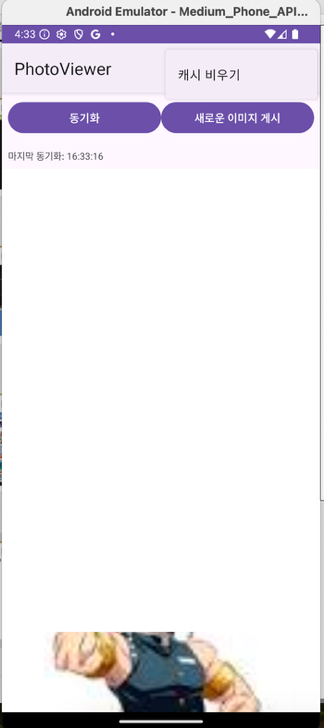 Android Emulator - Medium_Phone_API...
4:33
G
PhotoViewer
캐시 비우기
동기화
새로운 이미지 게시
마지막 동기화: 16:33:16